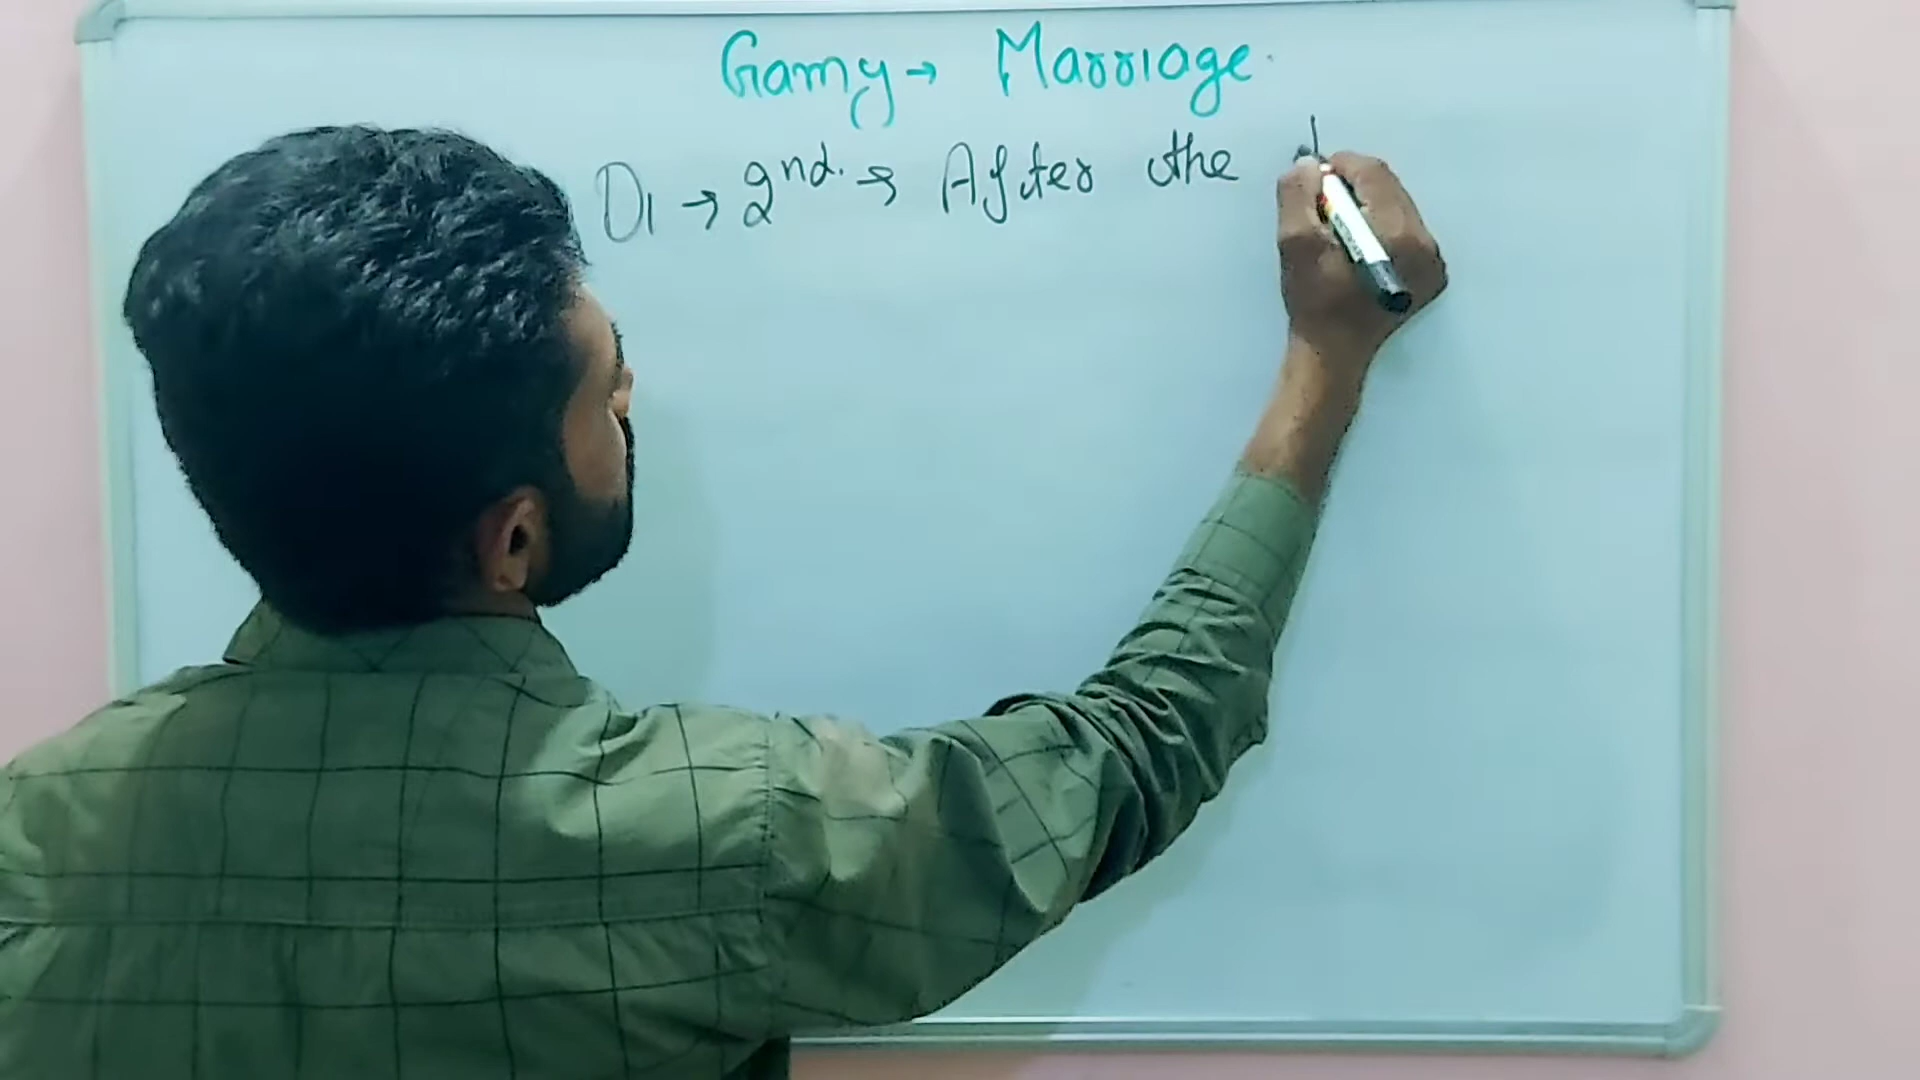 Gamy → Marriage.
Di → 2nd. → After the